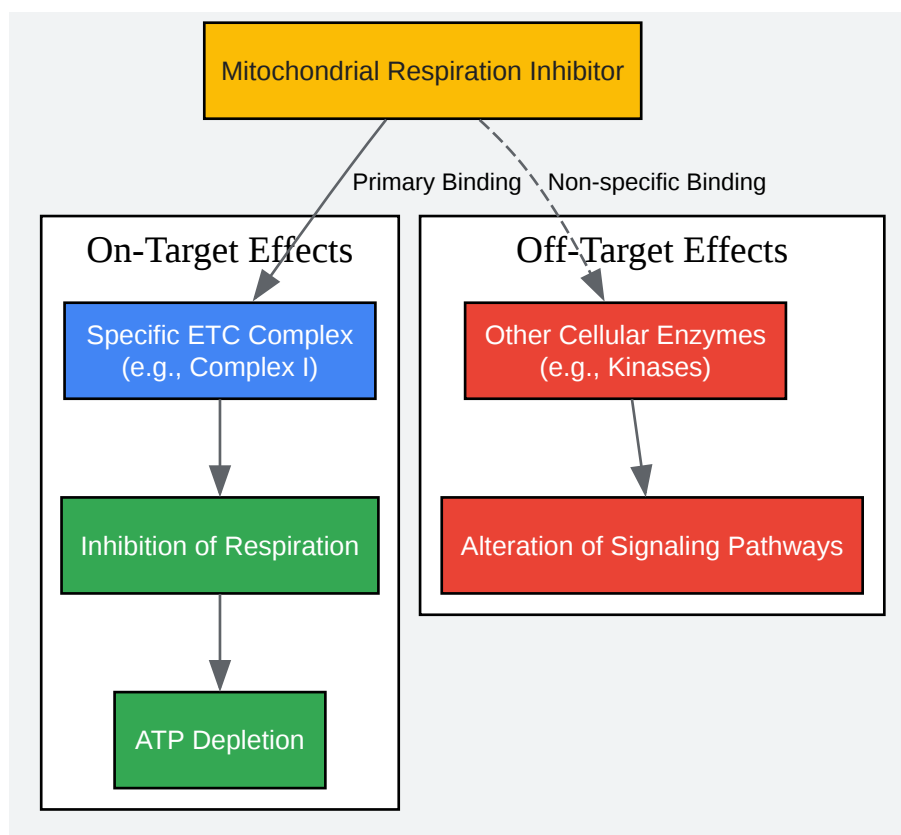 Mitochondrial Respiration Inhibitor
Primary Binding
Non-specific Binding
On-Target Effects
Specific ETC Complex
(e.g., Complex I)
Inhibition of Respiration
ATP Depletion
Off-Target Effects
Other Cellular Enzymes
(e.g., Kinases)
Alteration of Signaling Pathways